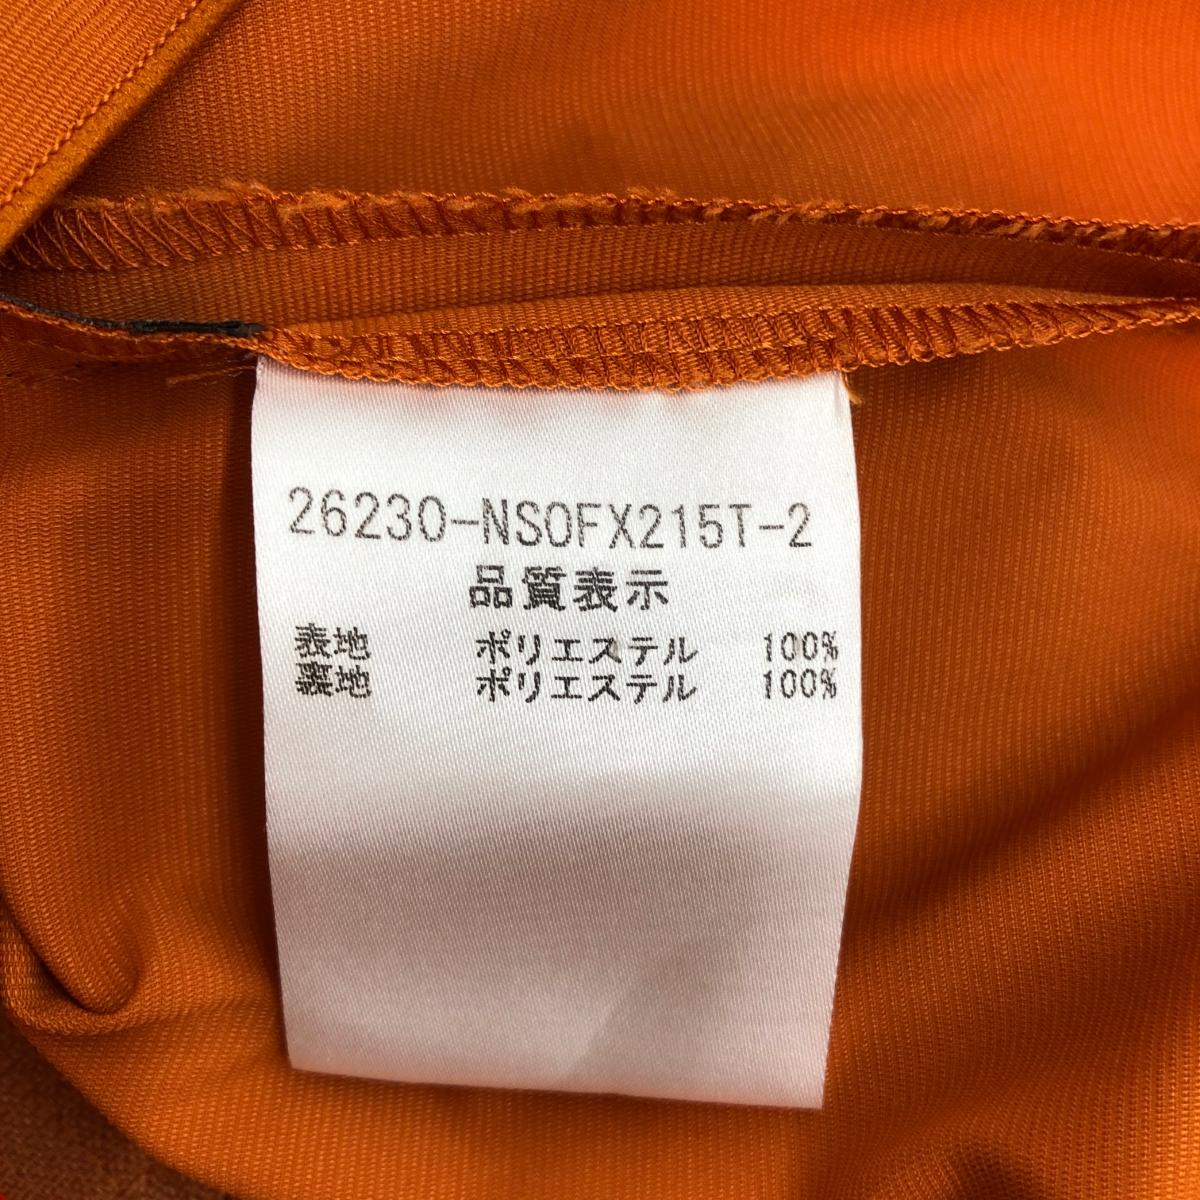 26230-NSOFX215T-2
品質表示
表地 ポリエステル 100%
裏地 ポリエステル 100%